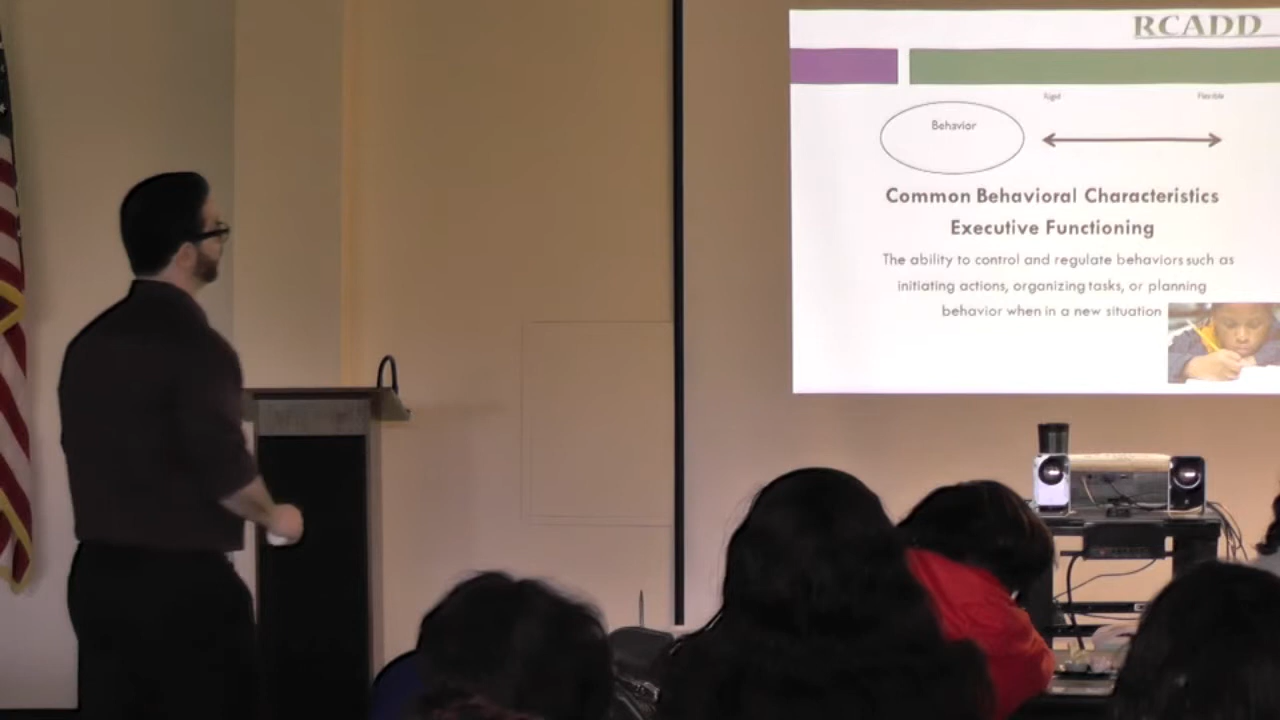 RCADD
Rigid Flexible
Behavior
Common Behavioral Characteristics
Executive Functioning
The ability to control and regulate behaviors such as
initiating actions, organizing tasks, or planning
behavior when in a new situation